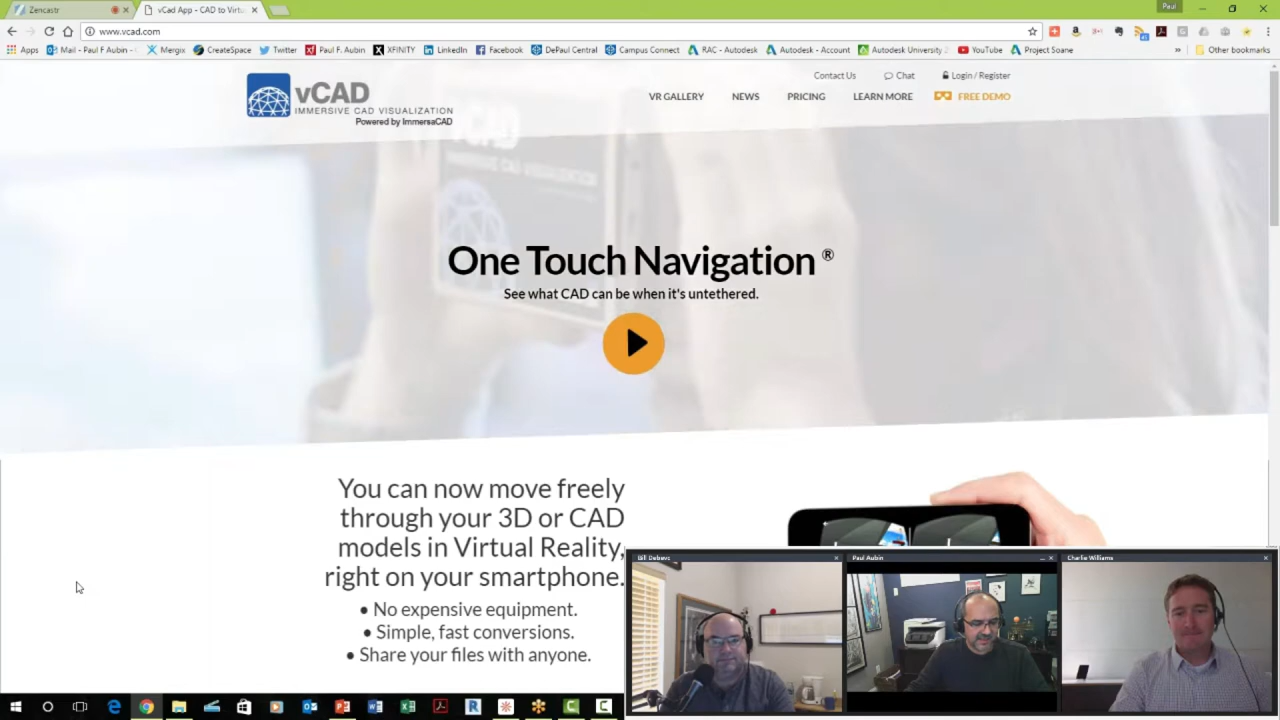 Zencastr
vCad App - CAD to Virtu
Paul
www.vcad.com
Apps
Mail - Paul F Aubin -
Mergix
CreateSpace
Twitter
Paul F. Aubin
XFINITY
LinkedIn
Facebook
DePaul Central
Campus Connect
RAC - Autodesk
Autodesk - Account
Autodesk University
YouTube
Project Soane
»
Other bookmarks
Contact Us
Chat
Login / Register
vCAD
IMMERSIVE CAD VISUALIZATION
Powered by ImmersaCAD
VR GALLERY
NEWS
PRICING
LEARN MORE
FREE DEMO
One Touch Navigation ®
See what CAD can be when it's untethered.
You can now move freely
through your 3D or CAD
models in Virtual Reality,
right on your smartphone.
• No expensive equipment.
• Simple, fast conversions.
• Share your files with anyone.
Paul Aubin
Charlie Williams